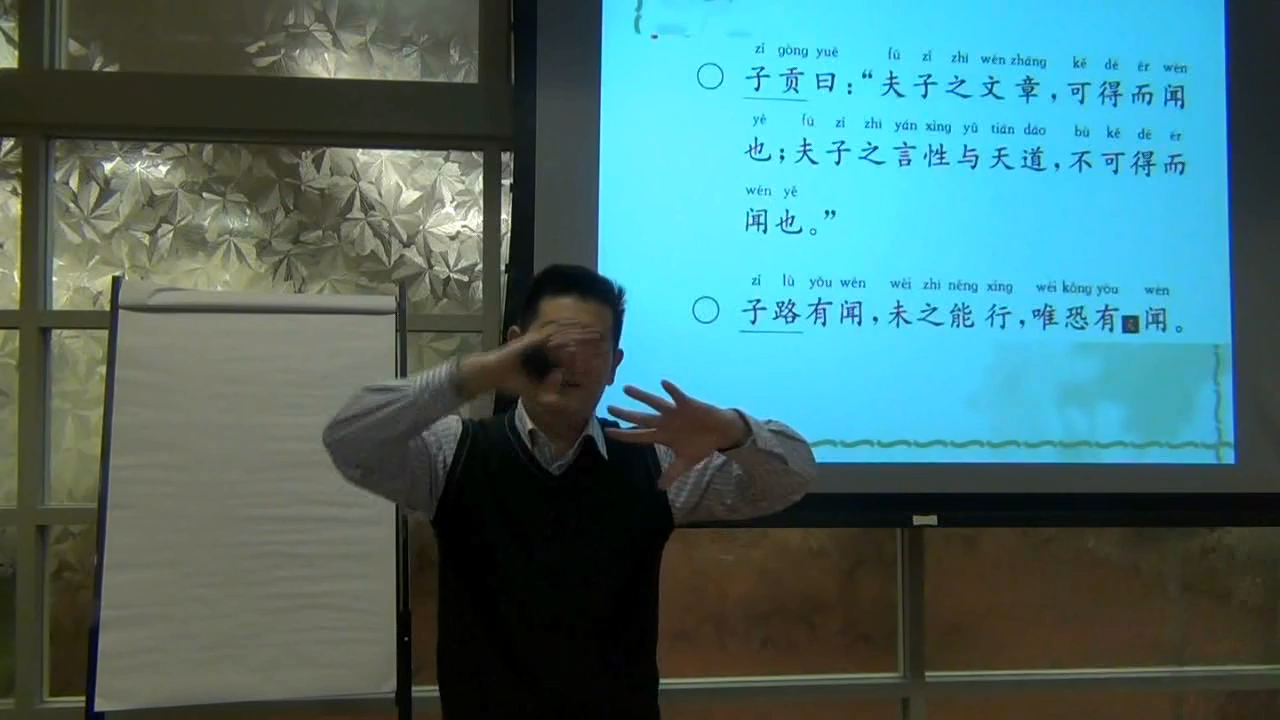 zǐ gòng yuē fū zǐ zhī wén zhāng kě dé ér wén
子贡曰：“夫子之文章，可得而闻
yě fū zǐ zhī yán xìng yǔ tiān dào bù kě dé ér
也；夫子之言性与天道，不可得而
wén yě
闻也。”
zǐ lù yǒu wén wèi zhī néng xíng wéi kǒng yòu wén
子路有闻，未之能行，唯恐有闻。